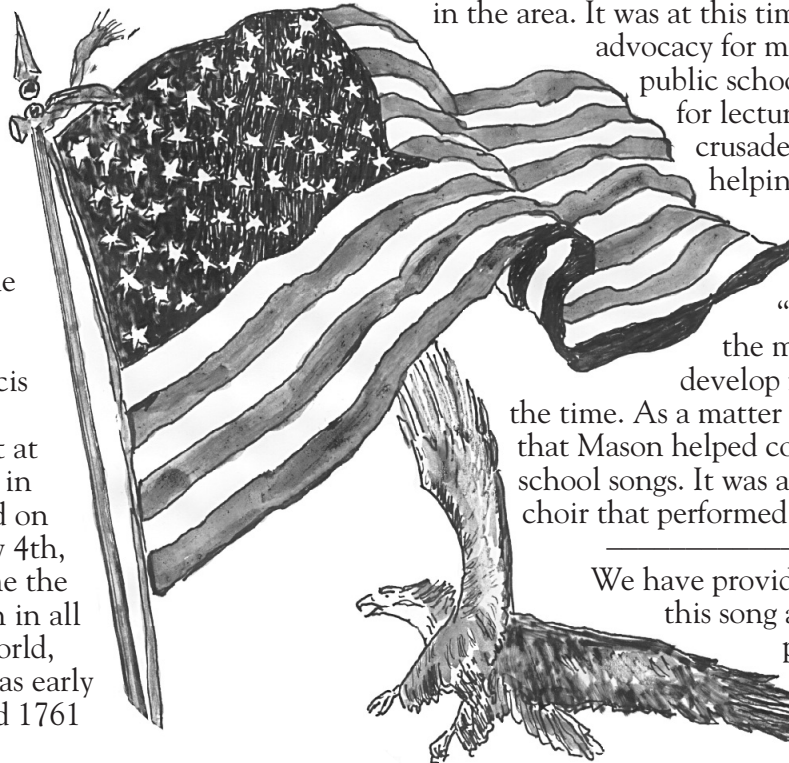 e
cis
t at
in
d on
y 4th,
e the
n in all
orld,
as early
d 1761
in the area. It was at this tim
advocacy for m
public schoo
for lectur
crusade
helpin
“
the m
develop
the time. As a matter
that Mason helped co
school songs. It was a
choir that performed
We have provid
this song a
p